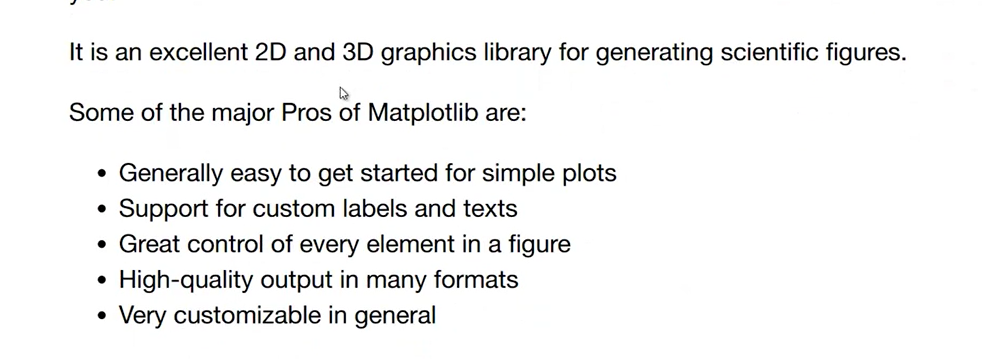 It is an excellent 2D and 3D graphics library for generating scientific figures.
Some of the major Pros of Matplotlib are:
• Generally easy to get started for simple plots
• Support for custom labels and texts
• Great control of every element in a figure
• High-quality output in many formats
• Very customizable in general